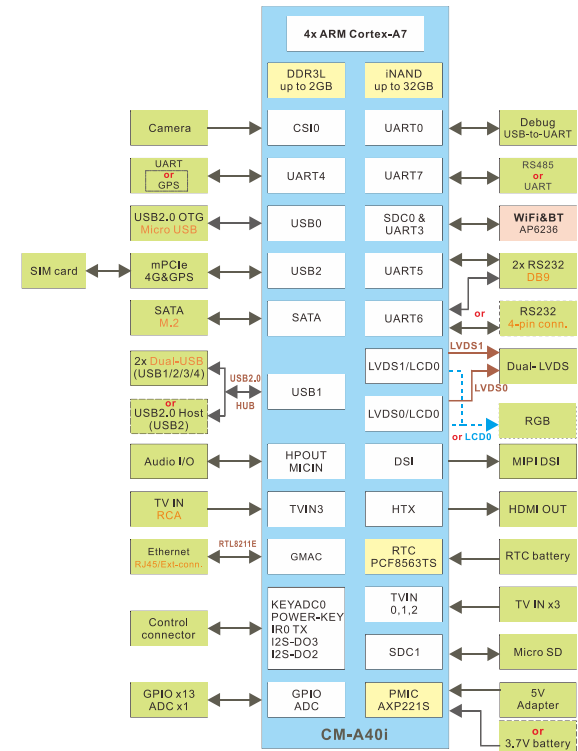 4x ARM Cortex-A7
DDR3L
up to 2GB
iNAND
up to 32GB
Camera
CSI0
UART0
Debug
USB-to-UART
UART
or
GPS
UART4
UART7
RS485
or
UART
USB2.0 OTG
Micro USB
USB0
SDC0 &
UART3
WiFi&BT
AP6236
SIM card
mPCIe
4G&GPS
USB2
UART5
2x RS232
DB9
SATA
M.2
SATA
UART6
or
RS232
4-pin conn.
2x Dual-USB
(USB1/2/3/4)
or
USB2.0 Host
(USB2)
USB2.0
HUB
USB1
LVDS1/LCD0
LVDS1
Dual-LVDS
LVDS0/LCD0
LVDS0
or LCD0
RGB
Audio I/O
HPOUT
MICIN
DSI
MIPI DSI
TV IN
RCA
TVIN3
HTX
HDMI OUT
Ethernet
RJ45/Ext-conn.
RTL8211E
GMAC
RTC
PCF8563TS
RTC battery
Control
connector
KEYADC0
POWER-KEY
IR0 TX
I2S-DO3
I2S-DO2
TVIN
0,1,2
TV IN x3
SDC1
Micro SD
GPIO x13
ADC x1
GPIO
ADC
PMIC
AXP221S
5V
Adapter
or
3.7V battery
CM-A40i